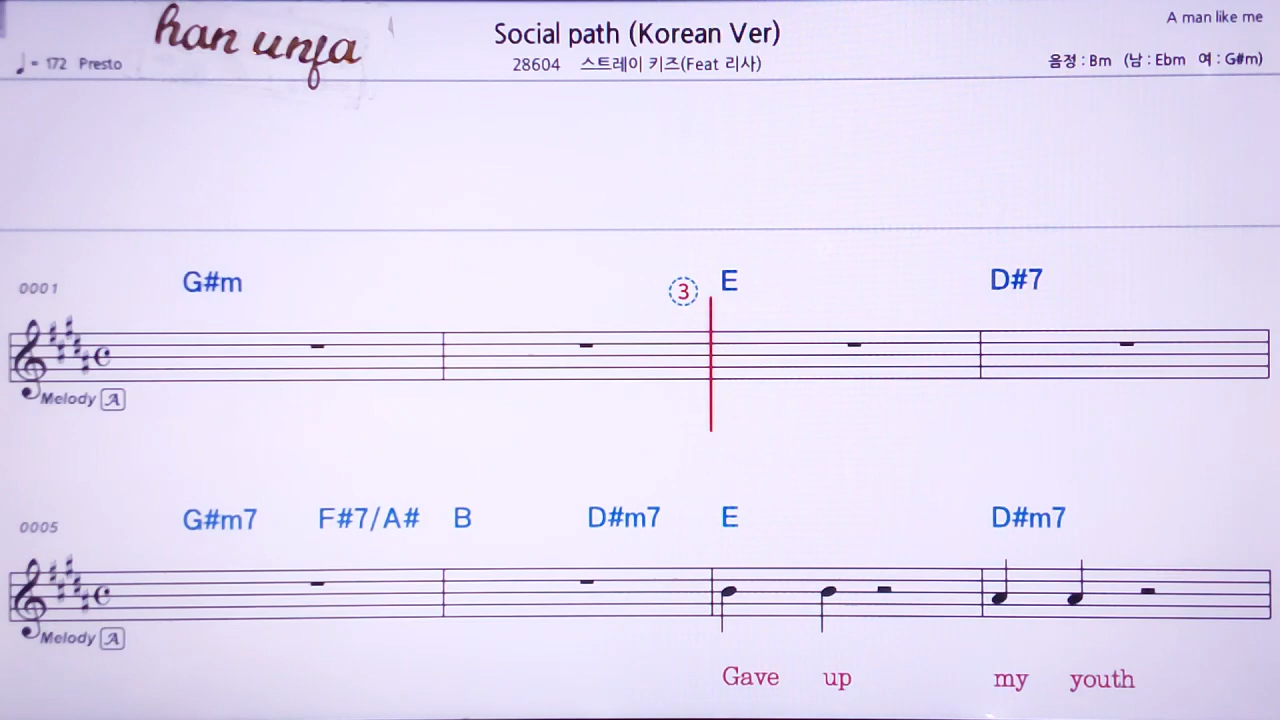 han unfa
A man like me
Social path (Korean Ver)
♩= 172 Presto
28604 스트레이 키즈(Feat 리사)
음정 : Bm (남 : Ebm 여 : G#m)
0001 G#m ③ E D#7
Melody A
0005 G#m7 F#7/A# B D#m7 E D#m7
Melody A
Gave up my youth